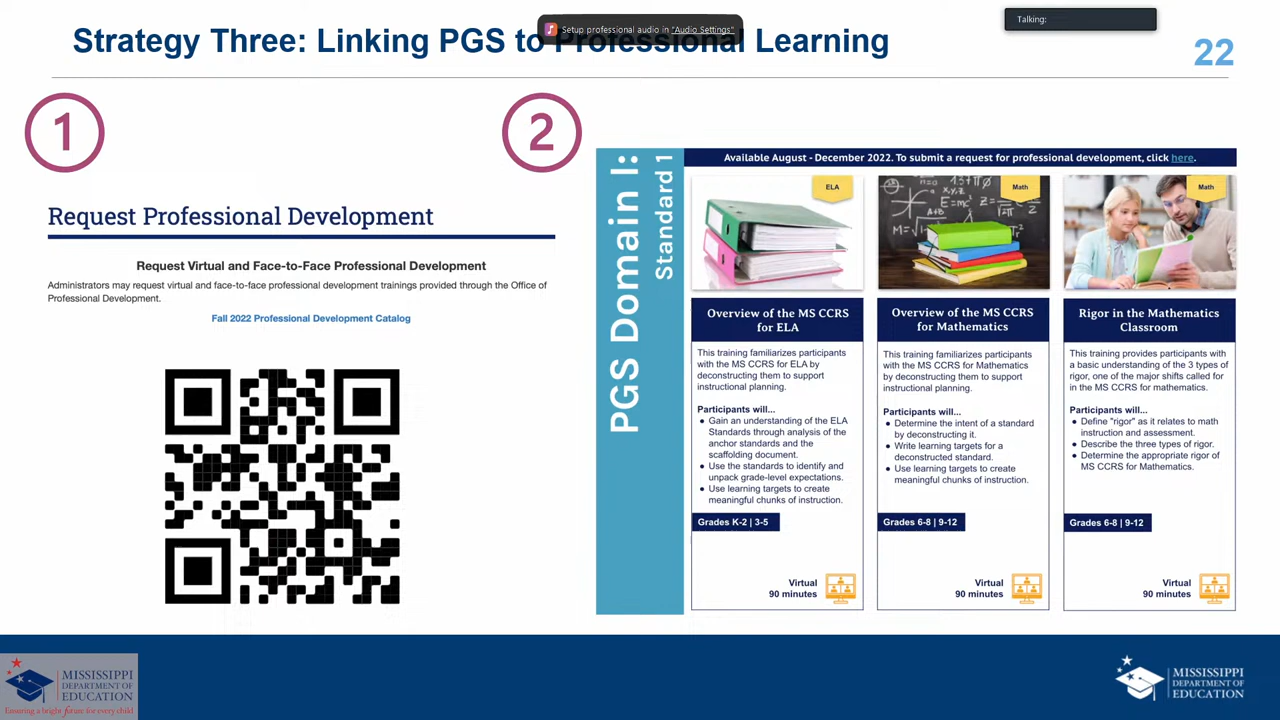 Strategy Three: Linking PGS to Professional Learning
Setup professional audio in "Audio Settings"
Talking:
22
1
2
Request Professional Development
Request Virtual and Face-to-Face Professional Development
Administrators may request virtual and face-to-face professional development trainings provided through the Office of
Professional Development.
Fall 2022 Professional Development Catalog
PGS Domain I:
Standard 1
Available August - December 2022. To submit a request for professional development, click here.
ELA
Overview of the MS CCRS
for ELA
This training familiarizes participants
with the MS CCRS for ELA by
deconstructing them to support
instructional planning.
Participants will...
• Gain an understanding of the ELA
Standards through analysis of the
anchor standards and the
scaffolding document.
• Use the standards to identify and
unpack grade-level expectations.
• Use learning targets to create
meaningful chunks of instruction.
Grades K-2 | 3-5
Virtual
90 minutes
Math
Overview of the MS CCRS
for Mathematics
This training familiarizes participants
with the MS CCRS for Mathematics
by deconstructing them to support
instructional planning.
Participants will...
• Determine the intent of a standard
by deconstructing it.
• Write learning targets for a
deconstructed standard.
• Use learning targets to create
meaningful chunks of instruction.
Grades 6-8 | 9-12
Virtual
90 minutes
Math
Rigor in the Mathematics
Classroom
This training provides participants with
a basic understanding of the 3 types of
rigor, one of the major shifts called for
in the MS CCRS for mathematics.
Participants will...
• Define "rigor" as it relates to math
instruction and assessment.
• Describe the three types of rigor.
• Determine the appropriate rigor of
MS CCRS for Mathematics.
Grades 6-8 | 9-12
Virtual
90 minutes
MISSISSIPPI
DEPARTMENT OF
EDUCATION
Ensuring a bright future for every child
MISSISSIPPI
DEPARTMENT OF
EDUCATION